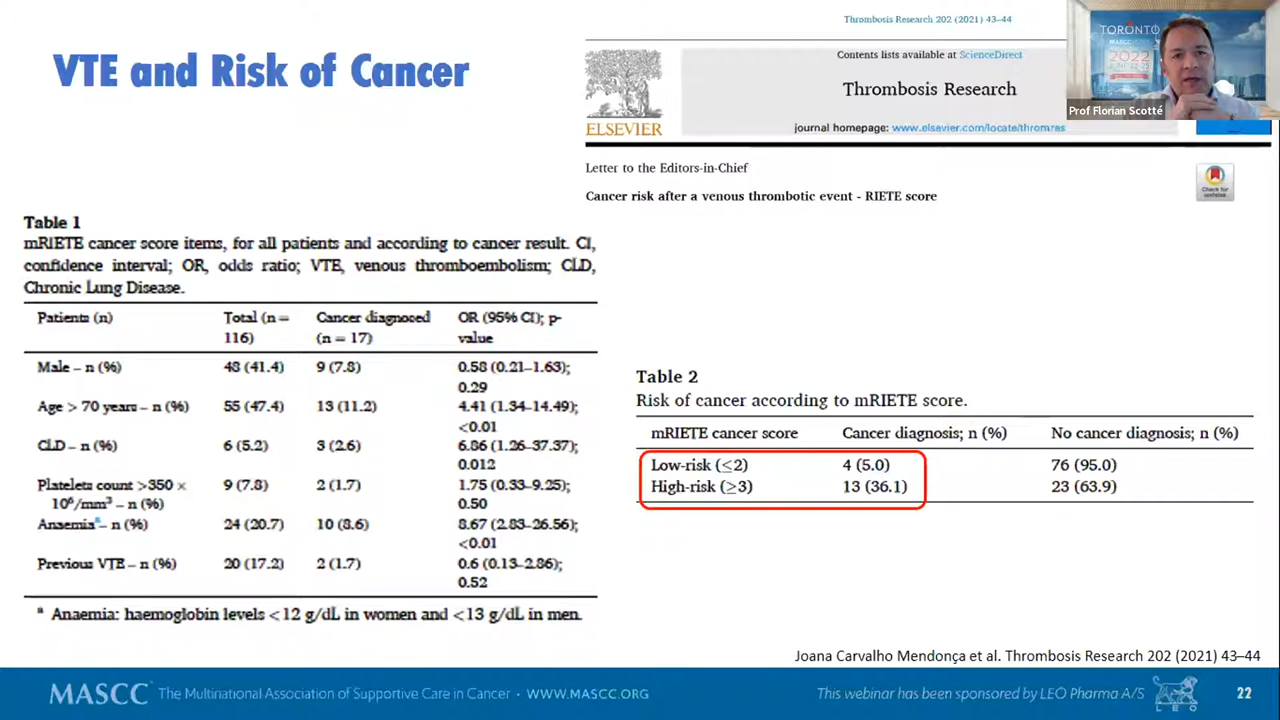 VTE and Risk of Cancer
Thrombosis Research 202 (2021) 43–44
Contents lists available at ScienceDirect
Thrombosis Research
journal homepage: www.elsevier.com/locate/thromres
ELSEVIER
TORONTO
MASCC
2022
JUNE 23-25
Prof Florian Scotté
Letter to the Editors-in-Chief
Cancer risk after a venous thrombotic event - RIETE score
Check for
updates
Table 1
mRIETE cancer score items, for all patients and according to cancer result. CI,
confidence interval; OR, odds ratio; VTE, venous thromboembolism; CLD,
Chronic Lung Disease.
Patients (n) Total (n = 116) Cancer diagnosed (n = 17) OR (95% CI); p-value
Male – n (%) 48 (41.4) 9 (7.8) 0.58 (0.21–1.63); 0.29
Age > 70 years – n (%) 55 (47.4) 13 (11.2) 4.41 (1.34–14.49); <0.01
CLD – n (%) 6 (5.2) 3 (2.6) 6.86 (1.26–37.37); 0.012
Platelets count >350 × 10⁶/mm³ – n (%) 9 (7.8) 2 (1.7) 1.75 (0.33–9.25); 0.50
Anaemiaᵃ – n (%) 24 (20.7) 10 (8.6) 8.67 (2.83–26.56); <0.01
Previous VTE – n (%) 20 (17.2) 2 (1.7) 0.6 (0.13–2.86); 0.52
ᵃ Anaemia: haemoglobin levels <12 g/dL in women and <13 g/dL in men.
Table 2
Risk of cancer according to mRIETE score.
mRIETE cancer score Cancer diagnosis; n (%) No cancer diagnosis; n (%)
Low-risk (≤2) 4 (5.0) 76 (95.0)
High-risk (≥3) 13 (36.1) 23 (63.9)
Joana Carvalho Mendonça et al. Thrombosis Research 202 (2021) 43–44
MASCC The Multinational Association of Supportive Care in Cancer · WWW.MASCC.ORG
This webinar has been sponsored by LEO Pharma A/S
LEO
22